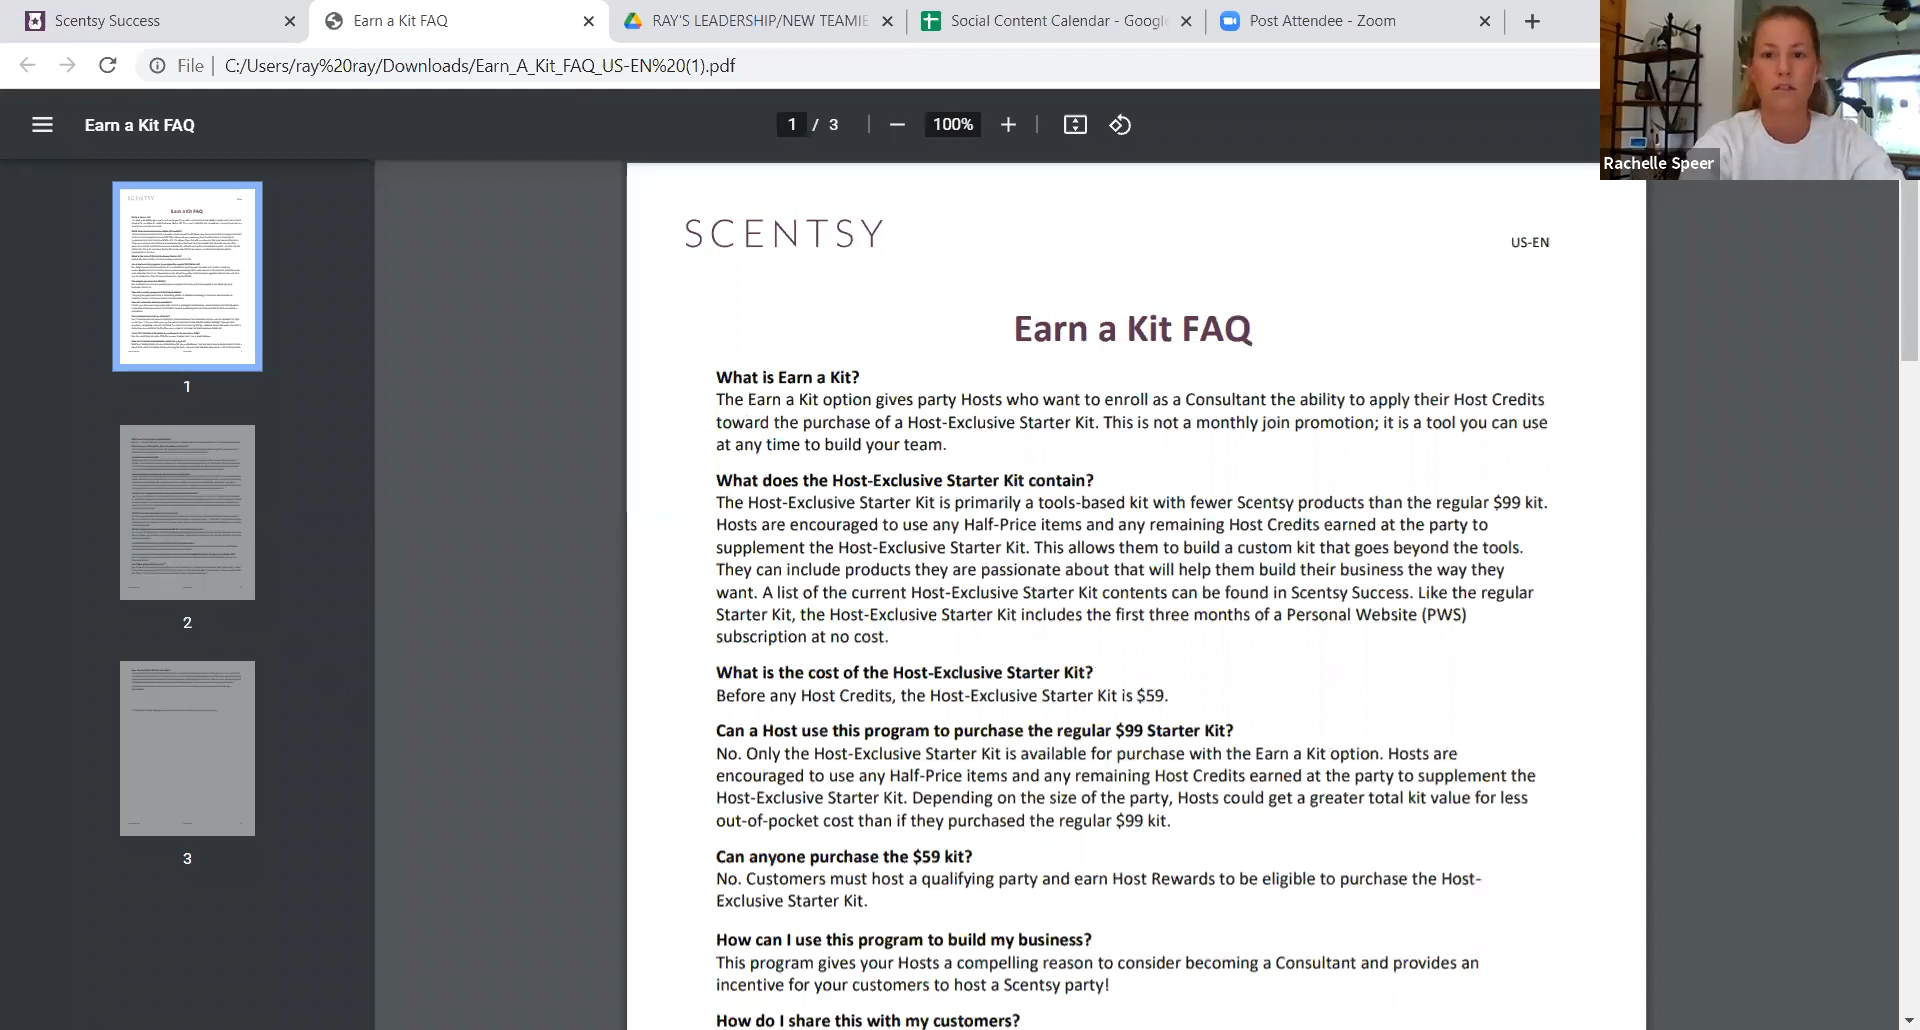 Scentsy Success
Earn a Kit FAQ
RAY'S LEADERSHIP/NEW TEAMIE
Social Content Calendar - Google
Post Attendee - Zoom
File
C:/Users/ray%20ray/Downloads/Earn_A_Kit_FAQ_US-EN%20(1).pdf
Earn a Kit FAQ
1 / 3
100%
Rachelle Speer
1
2
3
SCENTSY
US-EN
Earn a Kit FAQ
What is Earn a Kit?
The Earn a Kit option gives party Hosts who want to enroll as a Consultant the ability to apply their Host Credits
toward the purchase of a Host-Exclusive Starter Kit. This is not a monthly join promotion; it is a tool you can use
at any time to build your team.
What does the Host-Exclusive Starter Kit contain?
The Host-Exclusive Starter Kit is primarily a tools-based kit with fewer Scentsy products than the regular $99 kit.
Hosts are encouraged to use any Half-Price items and any remaining Host Credits earned at the party to
supplement the Host-Exclusive Starter Kit. This allows them to build a custom kit that goes beyond the tools.
They can include products they are passionate about that will help them build their business the way they
want. A list of the current Host-Exclusive Starter Kit contents can be found in Scentsy Success. Like the regular
Starter Kit, the Host-Exclusive Starter Kit includes the first three months of a Personal Website (PWS)
subscription at no cost.
What is the cost of the Host-Exclusive Starter Kit?
Before any Host Credits, the Host-Exclusive Starter Kit is $59.
Can a Host use this program to purchase the regular $99 Starter Kit?
No. Only the Host-Exclusive Starter Kit is available for purchase with the Earn a Kit option. Hosts are
encouraged to use any Half-Price items and any remaining Host Credits earned at the party to supplement the
Host-Exclusive Starter Kit. Depending on the size of the party, Hosts could get a greater total kit value for less
out-of-pocket cost than if they purchased the regular $99 kit.
Can anyone purchase the $59 kit?
No. Customers must host a qualifying party and earn Host Rewards to be eligible to purchase the Host-
Exclusive Starter Kit.
How can I use this program to build my business?
This program gives your Hosts a compelling reason to consider becoming a Consultant and provides an
incentive for your customers to host a Scentsy party!
How do I share this with my customers?